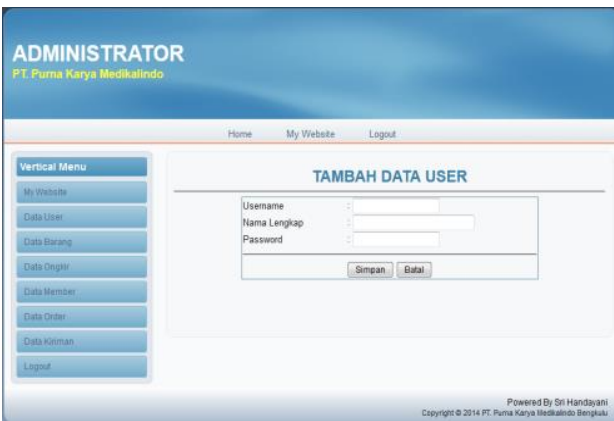 ADMINISTRATOR
PT. Purna Karya Medikalindo
Home My Website Logout
Vertical Menu
My Website
Data User
Data Barang
Data Ongkir
Data Member
Data Order
Data Kiriman
Logout
TAMBAH DATA USER
Username :
Nama Lengkap :
Password :
Simpan Batal
Powered By Sri Handayani
Copyright © 2014 PT. Purna Karya Medikalindo Bengkulu